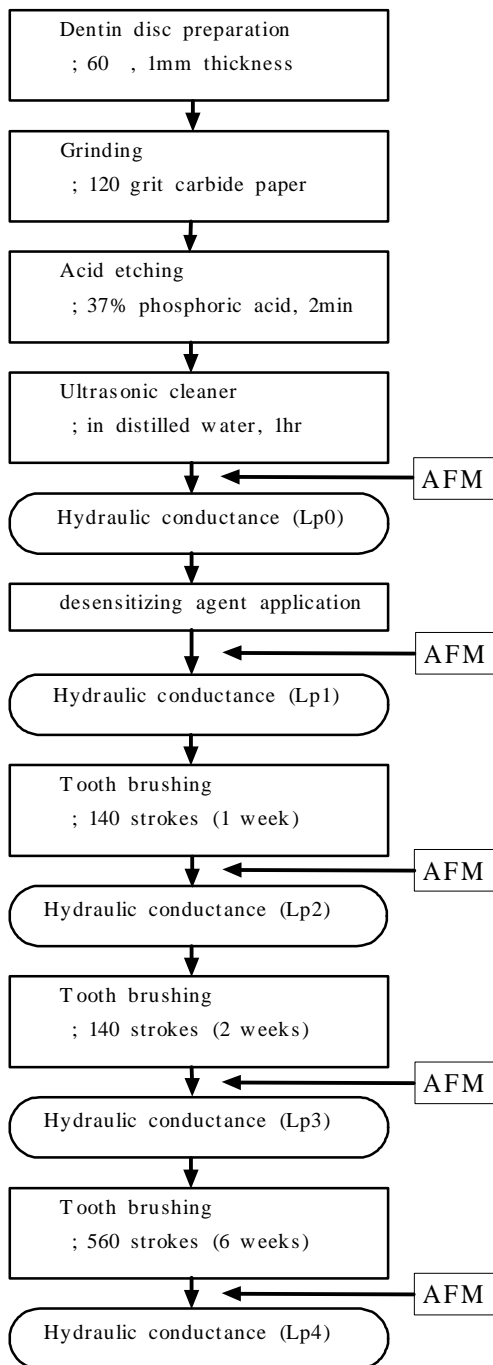 Dentin disc preparation
; 60 , 1mm thickness
Grinding
; 120 grit carbide paper
Acid etching
; 37% phosphoric acid, 2min
Ultrasonic cleaner
; in distilled water, 1hr
AFM
Hydraulic conductance (Lp0)
desensitizing agent application
AFM
Hydraulic conductance (Lp1)
Tooth brushing
; 140 strokes (1 week)
AFM
Hydraulic conductance (Lp2)
Tooth brushing
; 140 strokes (2 weeks)
AFM
Hydraulic conductance (Lp3)
Tooth brushing
; 560 strokes (6 weeks)
AFM
Hydraulic conductance (Lp4)